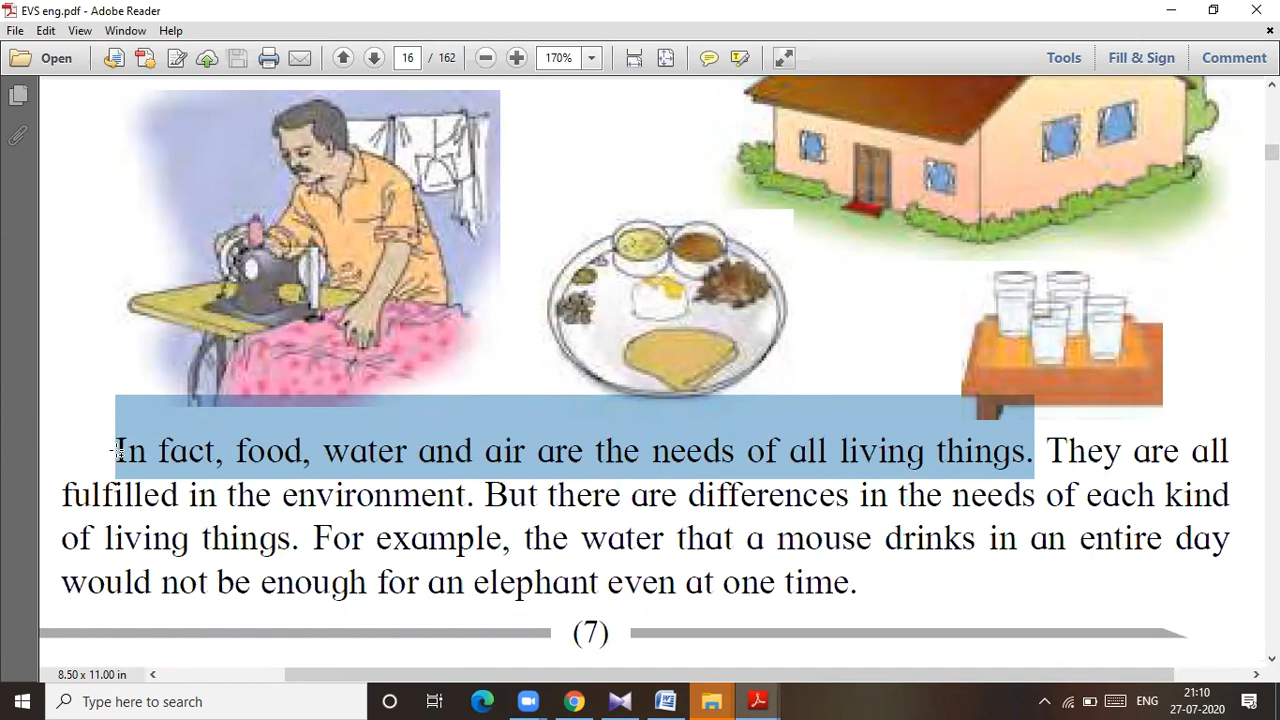 EVS eng.pdf - Adobe Reader
File Edit View Window Help
Open 16 / 162 170% Tools Fill & Sign Comment
In fact, food, water and air are the needs of all living things. They are all
fulfilled in the environment. But there are differences in the needs of each kind
of living things. For example, the water that a mouse drinks in an entire day
would not be enough for an elephant even at one time.
(7)
8.50 x 11.00 in
Type here to search
ENG
21:10
27-07-2020